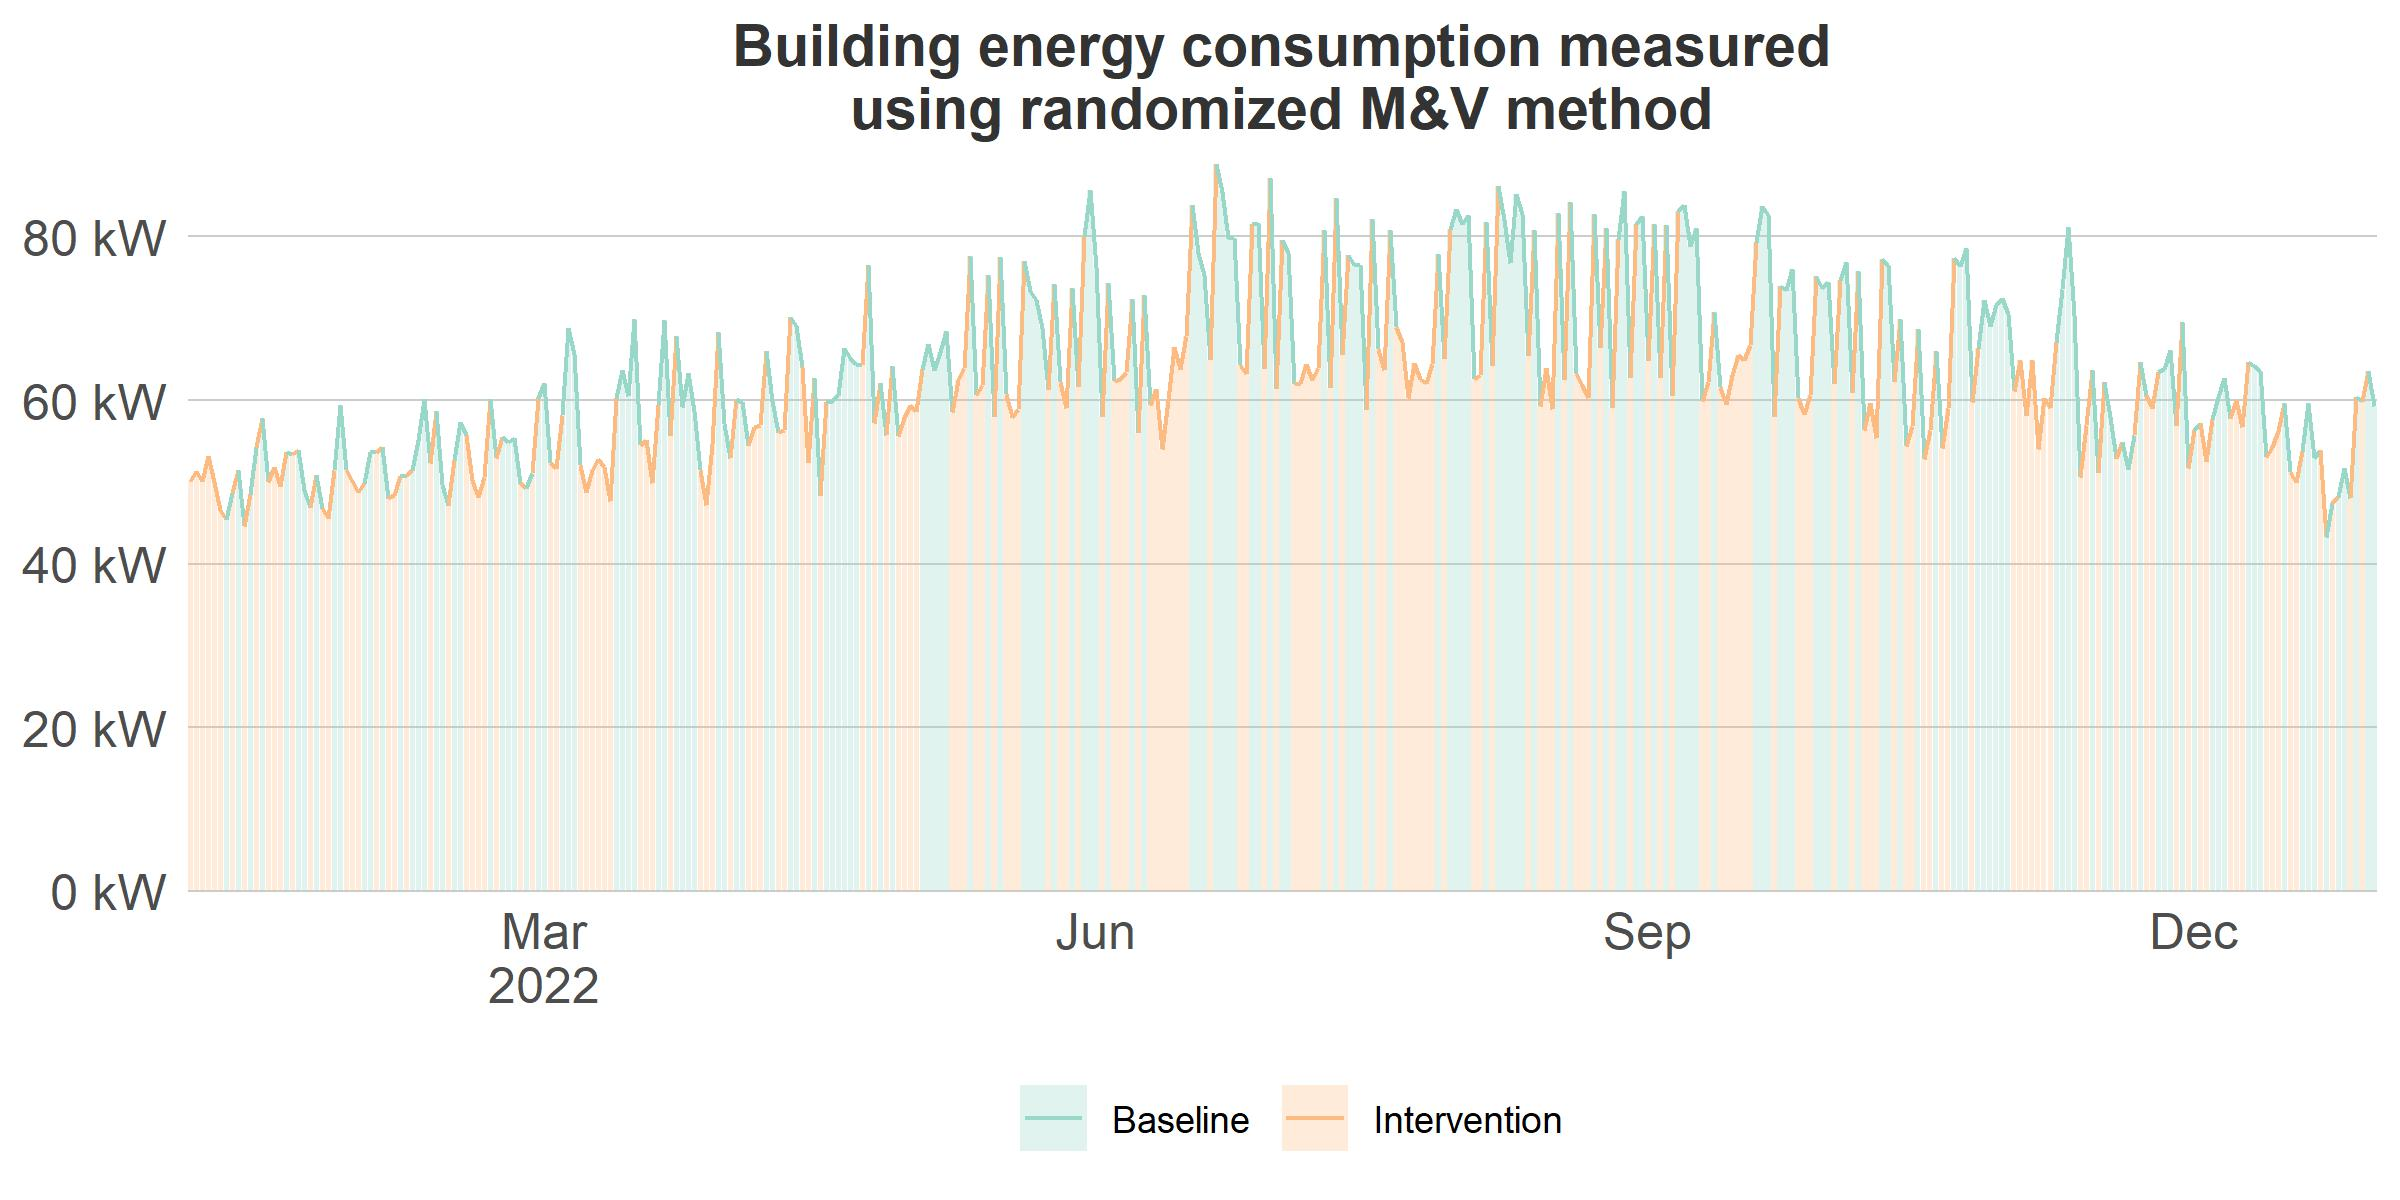 Building energy consumption measured
using randomized M&V method
80 kW
60 kW
40 kW
20 kW
0 kW
Mar
2022
Jun
Sep
Dec
Baseline
Intervention